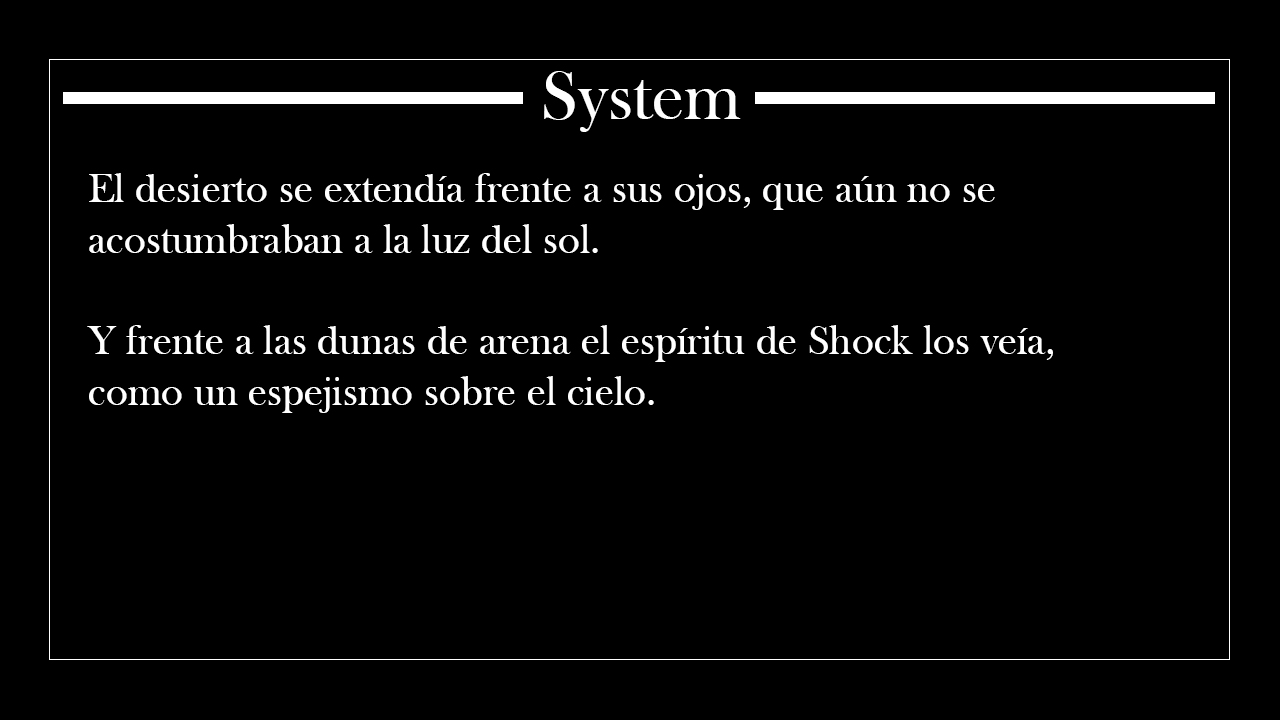 System
El desierto se extendía frente a sus ojos, que aún no se
acostumbraban a la luz del sol.
Y frente a las dunas de arena el espíritu de Shock los veía,
como un espejismo sobre el cielo.